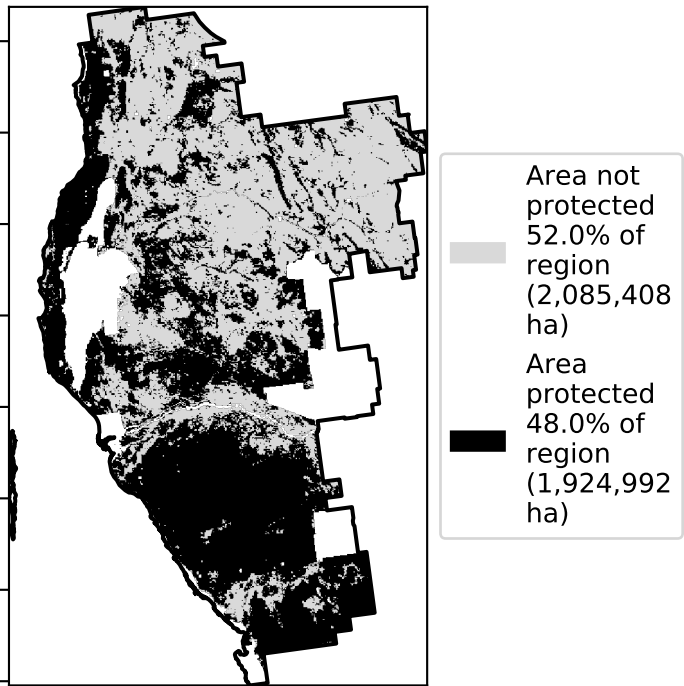 Area not
protected
52.0% of
region
(2,085,408
ha)
Area
protected
48.0% of
region
(1,924,992
ha)